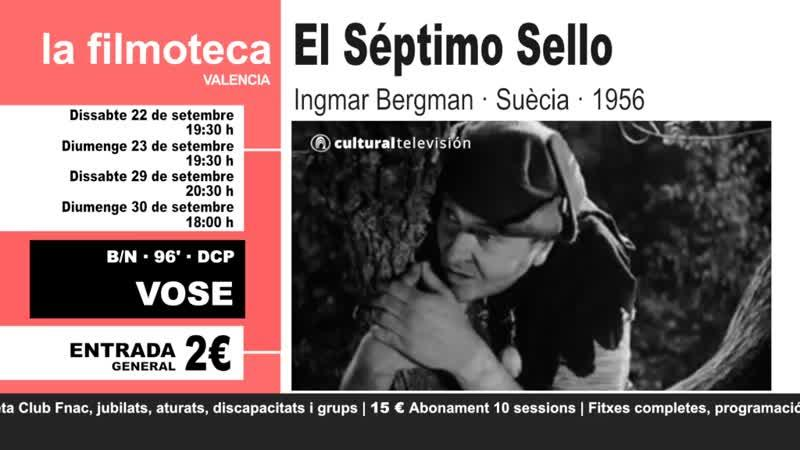 la filmoteca
VALENCIA
Dissabte 22 de setembre
19:30 h
Diumenge 23 de setembre
19:30 h
Dissabte 29 de setembre
20:30 h
Diumenge 30 de setembre
18:00 h
B/N · 96' · DCP
VOSE
ENTRADA
GENERAL
2€
El Séptimo Sello
Ingmar Bergman · Suècia · 1956
culturaltelevisión
eta Club Fnac, jubilats, aturats, discapacitats i grups | 15 € Abonament 10 sessions | Fitxes completes, programació